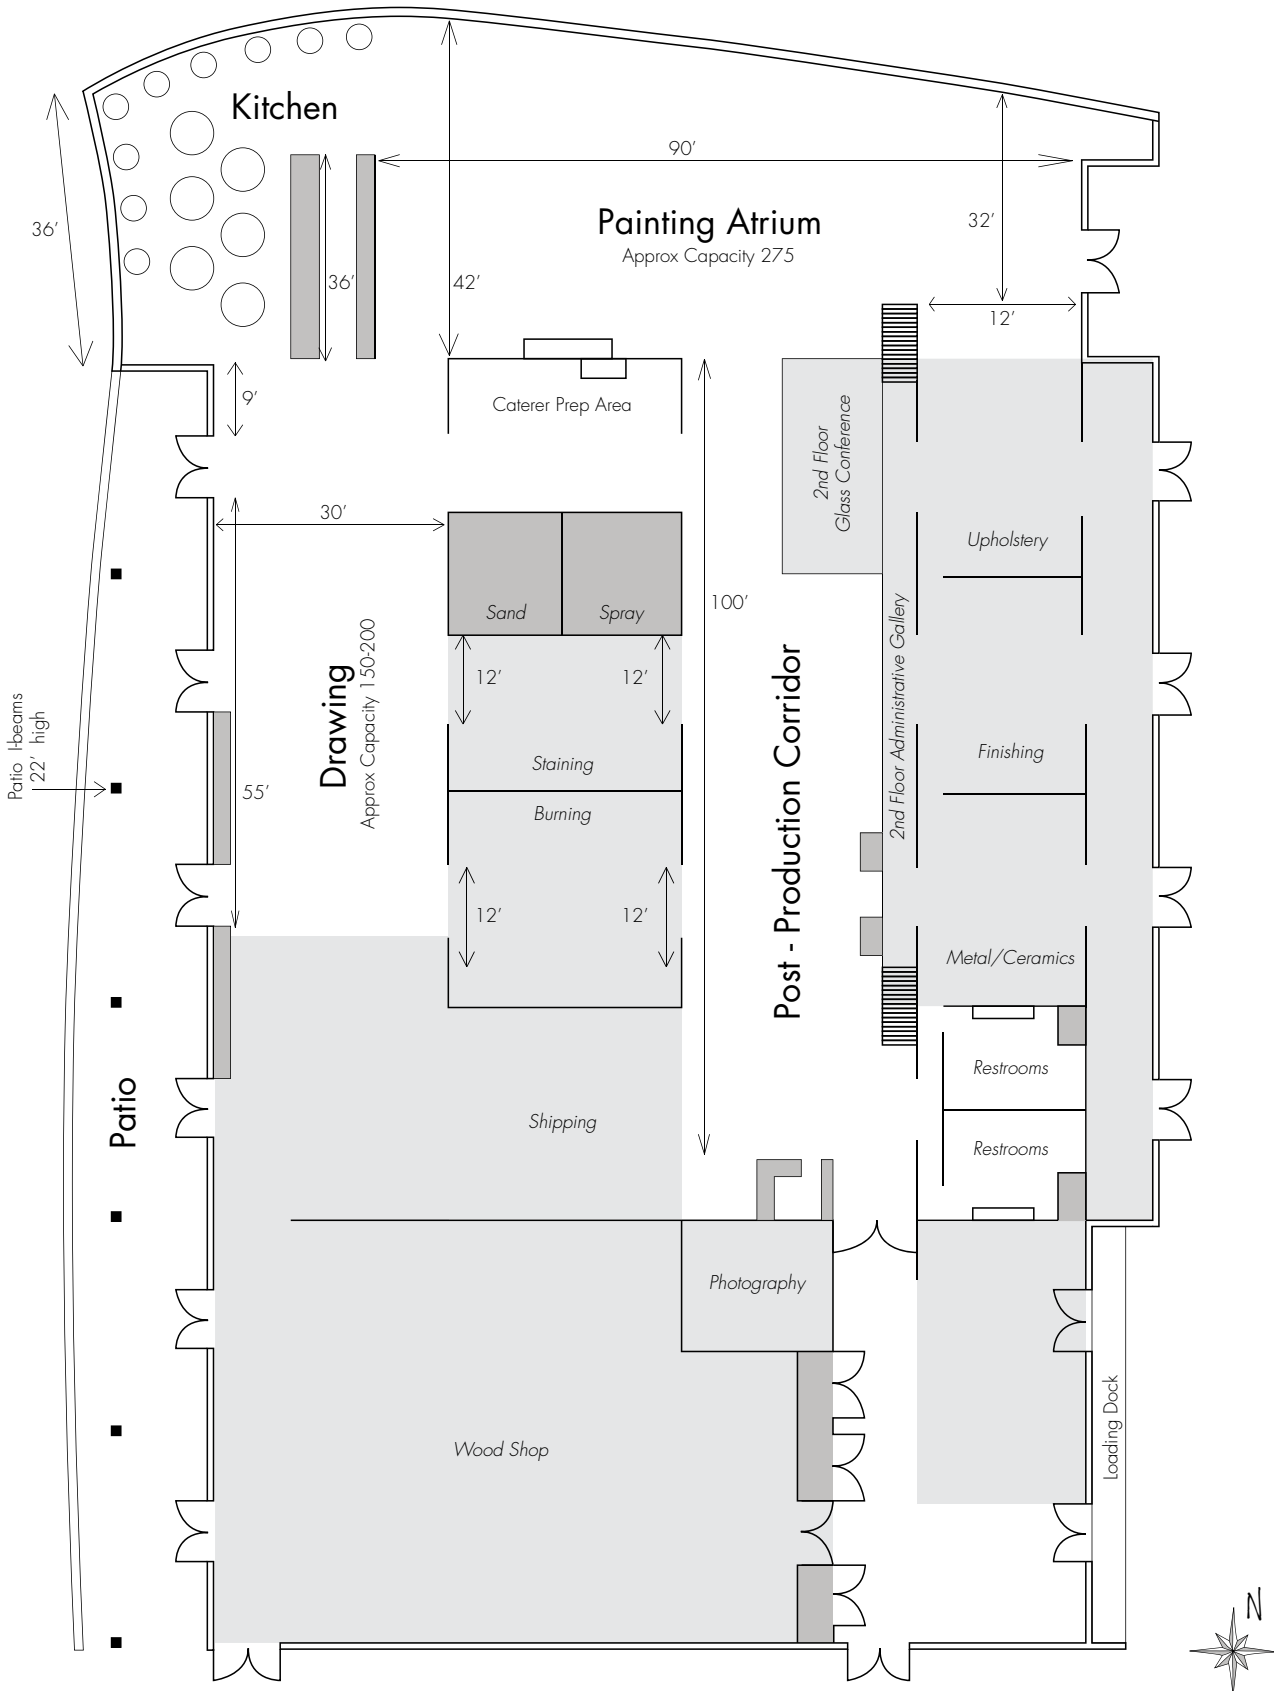 Kitchen
90’
36’
Painting Atrium
Approx Capacity 275
32’
36’
42’
12’
9’
Caterer Prep Area
2nd Floor
Glass Conference
30’
Upholstery
Sand
Spray
100’
12’
12’
Drawing
Approx Capacity 150-200
Post - Production Corridor
2nd Floor Administrative Gallery
Patio I-beams
22’ high
Staining
Finishing
55’
Burning
12’
12’
Metal/Ceramics
Patio
Restrooms
Shipping
Restrooms
Photography
Wood Shop
Loading Dock
N